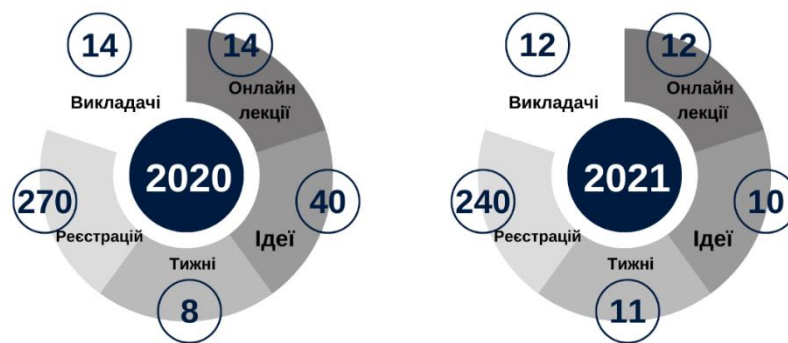 14
14
Викладачі
Онлайн
лекції
2020
270
40
Реєстрацій
Ідеї
Тижні
8
12
12
Викладачі
Онлайн
лекції
2021
240
10
Реєстрацій
Ідеї
Тижні
11